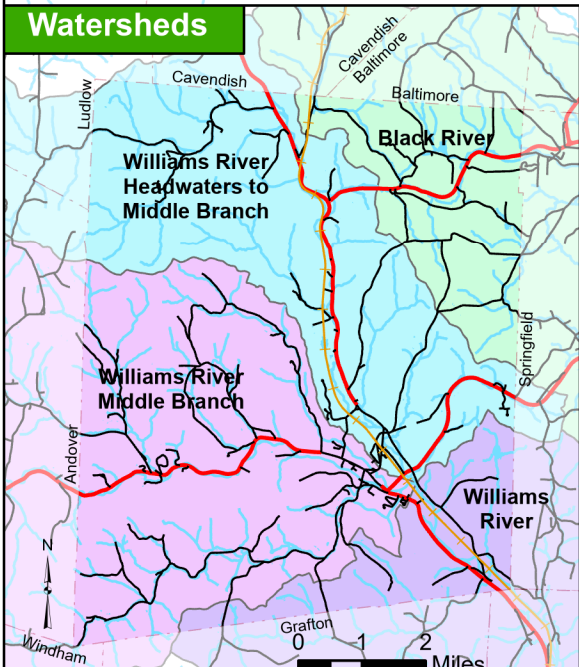 Watersheds
Cavendish
Cavendish
Baltimore
Baltimore
Ludlow
Black River
Williams River
Headwaters to
Middle Branch
Springfield
Williams River
Middle Branch
Andover
Williams
River
N
Grafton
Windham
0 1 2
Miles